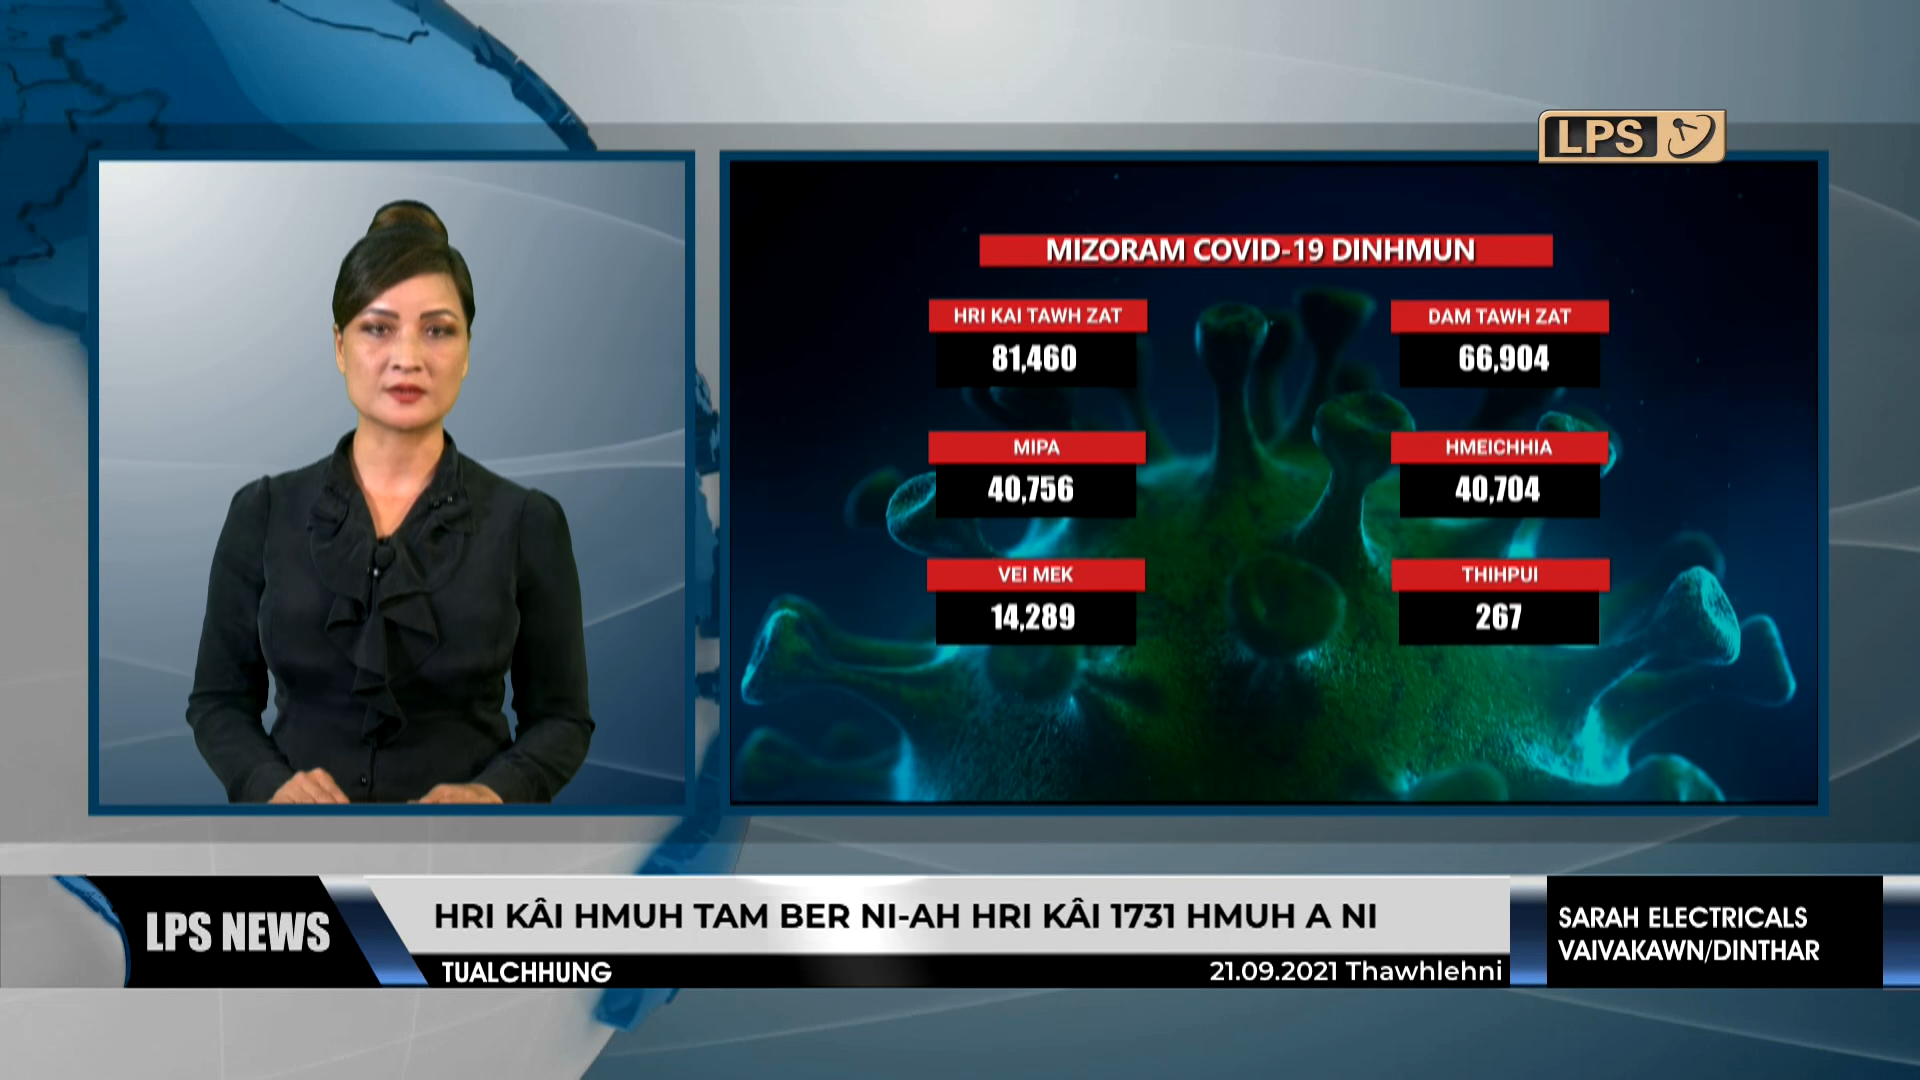 LPS
MIZORAM COVID-19 DINHMUN
HRI KAI TAWH ZAT
81,460
DAM TAWH ZAT
66,904
MIPA
40,756
HMEICHHIA
40,704
VEI MEK
14,289
THIHPUI
267
LPS NEWS
HRI KÂI HMUH TAM BER NI-AH HRI KÂI 1731 HMUH A NI
TUALCHHUNG
21.09.2021 Thawhlehni
SARAH ELECTRICALS
VAIVAKAWN/DINTHAR